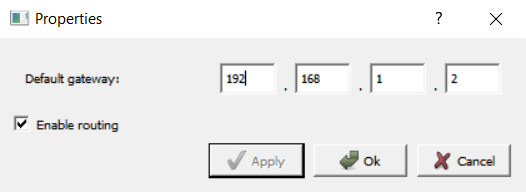 Properties ?
Default gateway: 192 . 168 . 1 . 2
Enable routing
Apply Ok Cancel